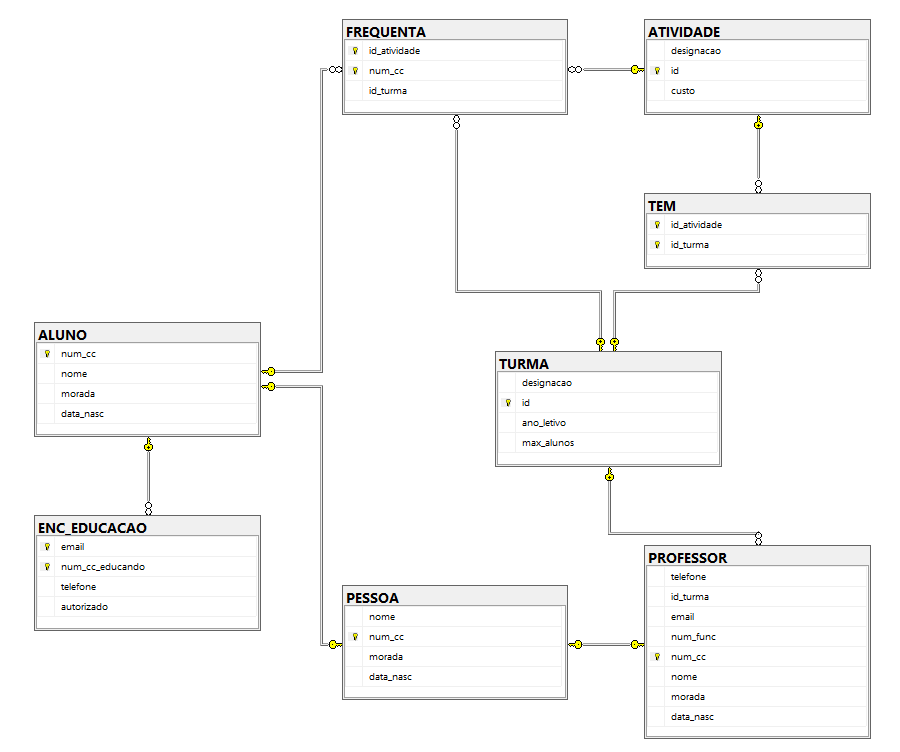 FREQUENTA
id_atividade
num_cc
id_turma
ATIVIDADE
designacao
id
custo
TEM
id_atividade
id_turma
ALUNO
num_cc
nome
morada
data_nasc
TURMA
designacao
id
ano_letivo
max_alunos
ENC_EDUCACAO
email
num_cc_educando
telefone
autorizado
PESSOA
nome
num_cc
morada
data_nasc
PROFESSOR
telefone
id_turma
email
num_func
num_cc
nome
morada
data_nasc